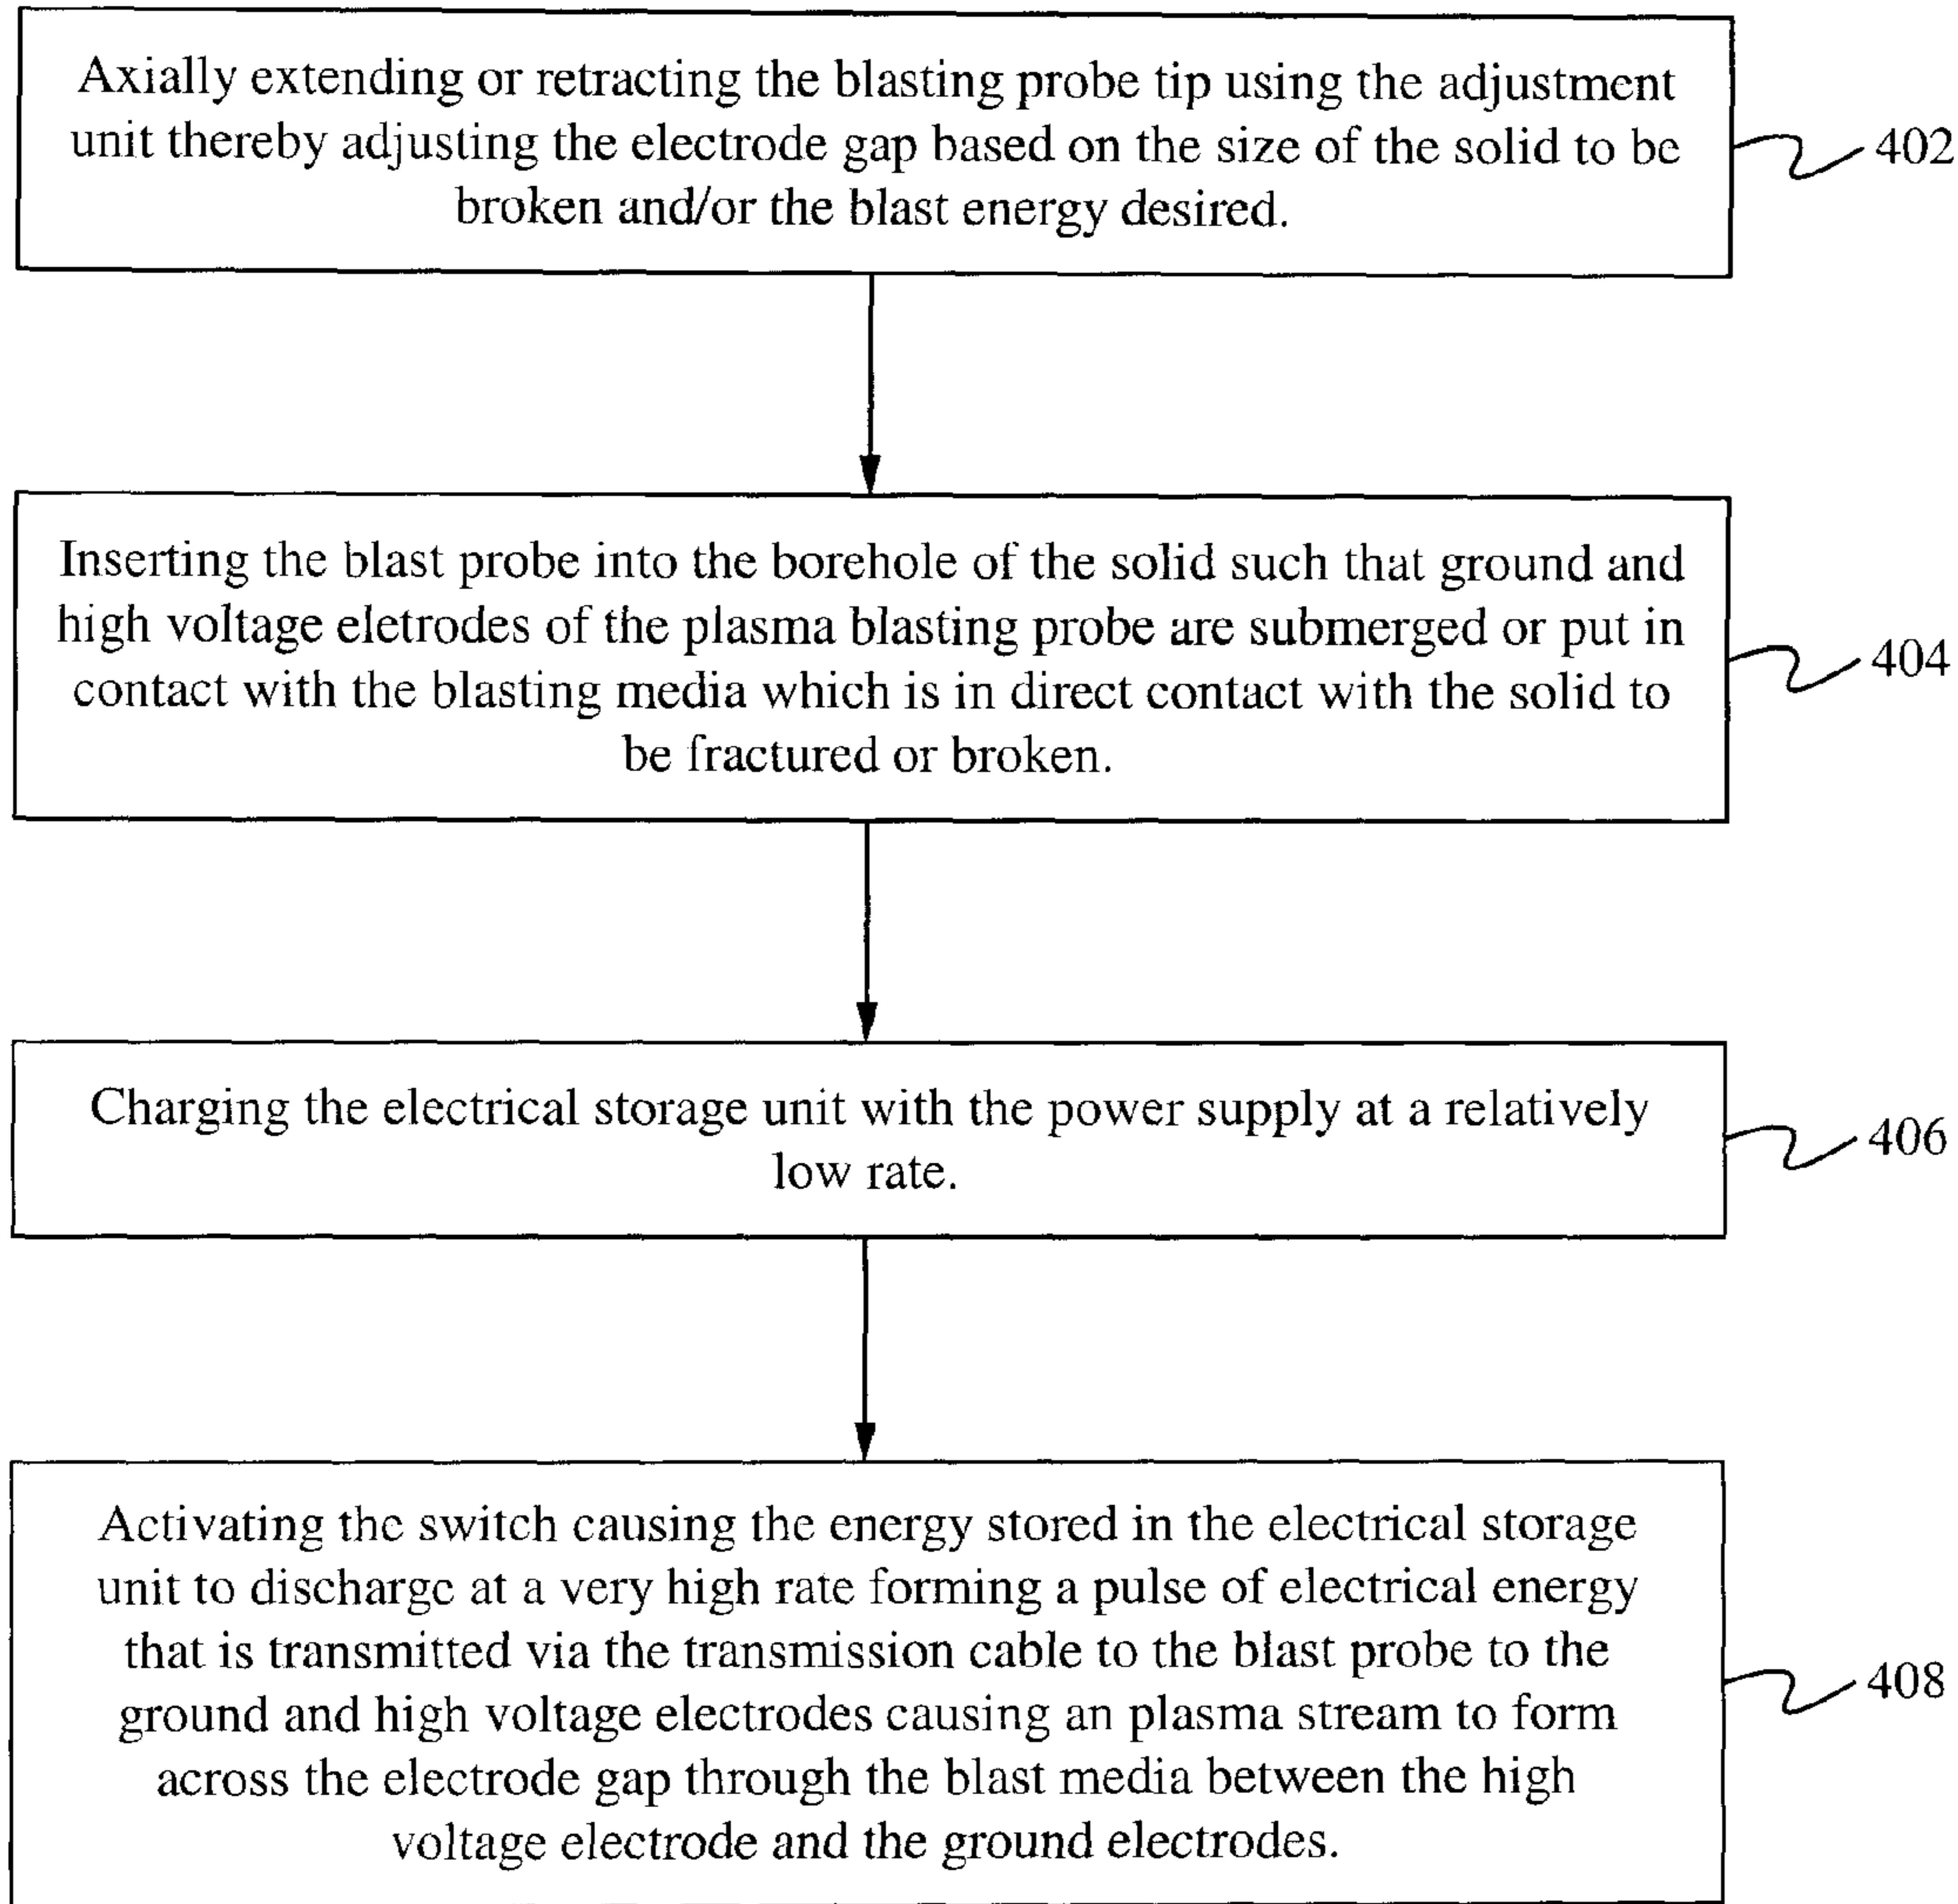 Axially extending or retracting the blasting probe tip using the adjustment
unit thereby adjusting the electrode gap based on the size of the solid to be
broken and/or the blast energy desired.
402
Inserting the blast probe into the borehole of the solid such that ground and
high voltage eletrodes of the plasma blasting probe are submerged or put in
contact with the blasting media which is in direct contact with the solid to
be fractured or broken.
404
Charging the electrical storage unit with the power supply at a relatively
low rate.
406
Activating the switch causing the energy stored in the electrical storage
unit to discharge at a very high rate forming a pulse of electrical energy
that is transmitted via the transmission cable to the blast probe to the
ground and high voltage electrodes causing an plasma stream to form
across the electrode gap through the blast media between the high
voltage electrode and the ground electrodes.
408